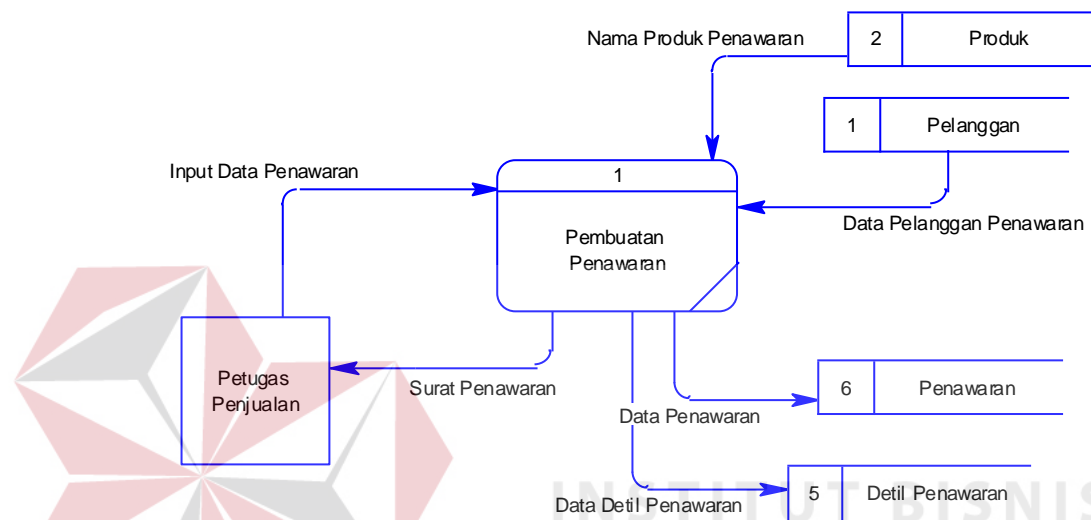 Nama Produk Penawaran
2
Produk
1
Pelanggan
Input Data Penawaran
1
Data Pelanggan Penawaran
Pembuatan
Penawaran
Petugas
Penjualan
Surat Penawaran
6
Penawaran
Data Penawaran
5
Detil Penawaran
Data Detil Penawaran
INSTITUT BISNIS